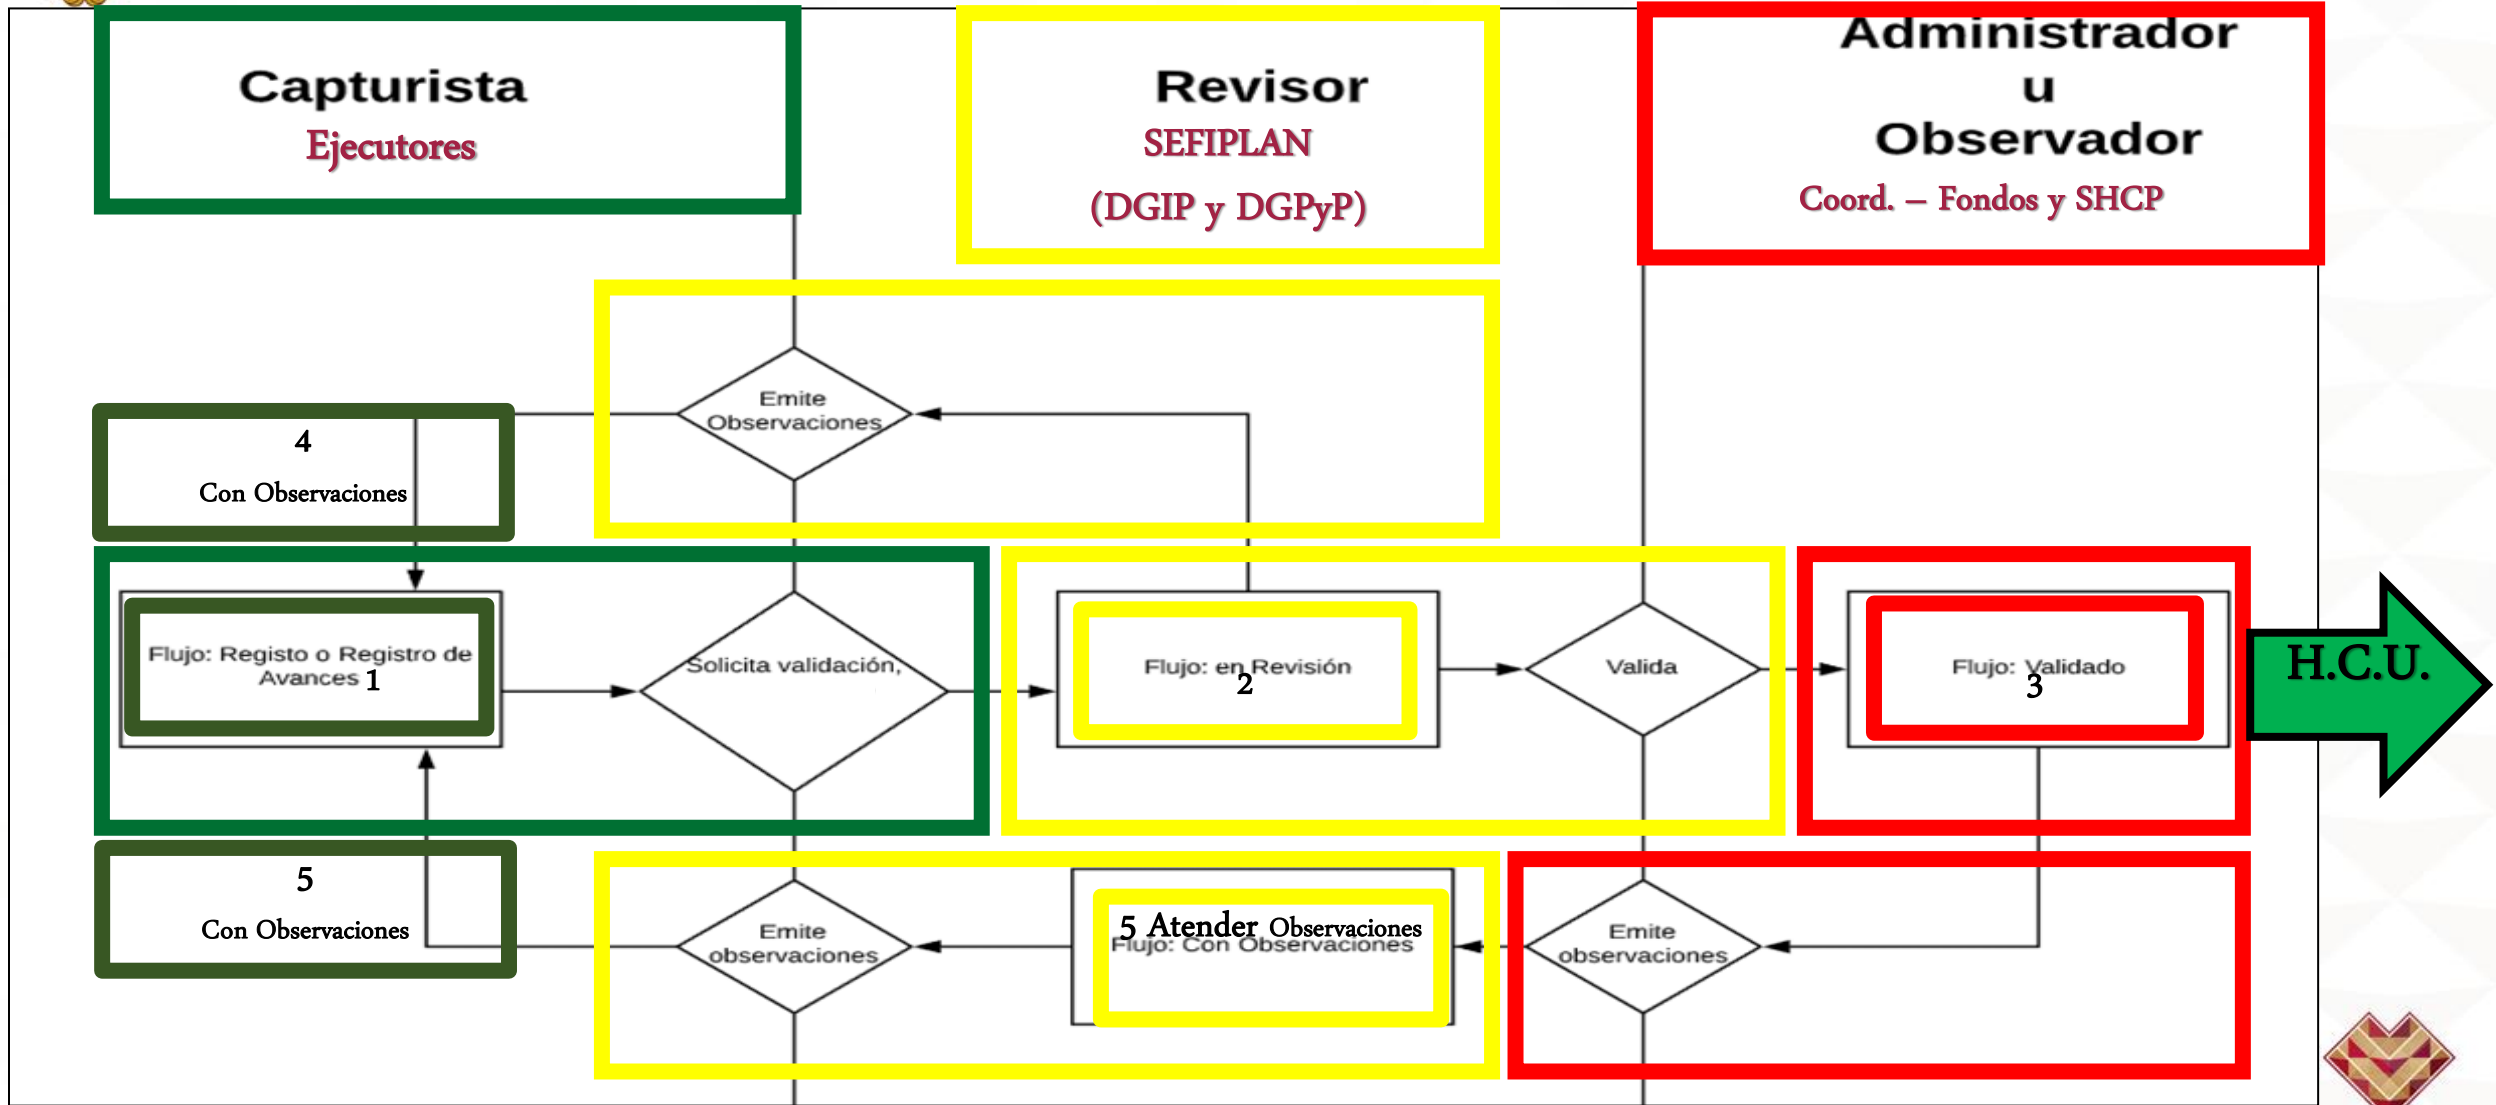 Capturista
Ejecutores
Revisor
SEFIPLAN
(DGIP y DGPyP)
Administrador
u
Observador
Coord. – Fondos y SHCP
Emite
Observaciones
4
Con Observaciones
Flujo: Registo o Registro de
Avances 1
Solicita validación,
Flujo: en Revisión
2
Valida
Flujo: Validado
3
H.C.U.
5
Con Observaciones
Emite
observaciones
5 Atender Observaciones
Flujo: Con Observaciones
Emite
observaciones